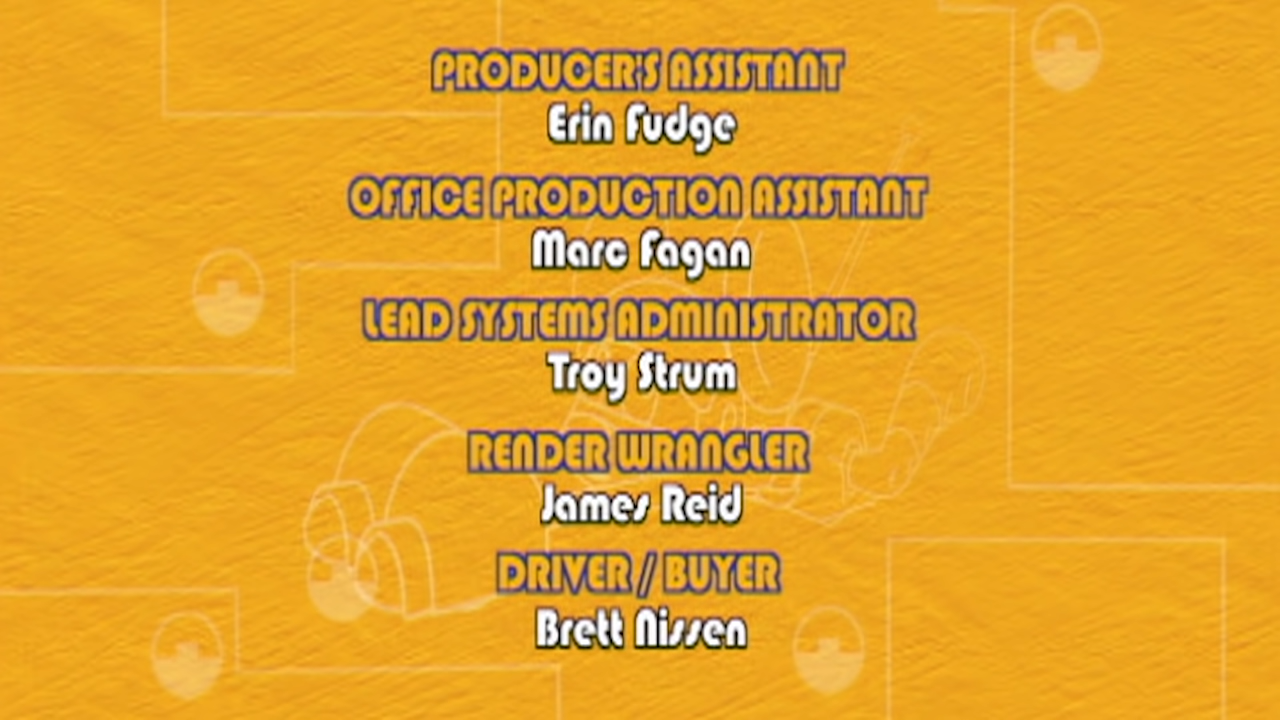 PRODUCER'S ASSISTANT
Erin Fudge
OFFICE PRODUCTION ASSISTANT
Marc Fagan
LEAD SYSTEMS ADMINISTRATOR
Troy Strum
RENDER WRANGLER
James Reid
DRIVER / BUYER
Brett Nissen